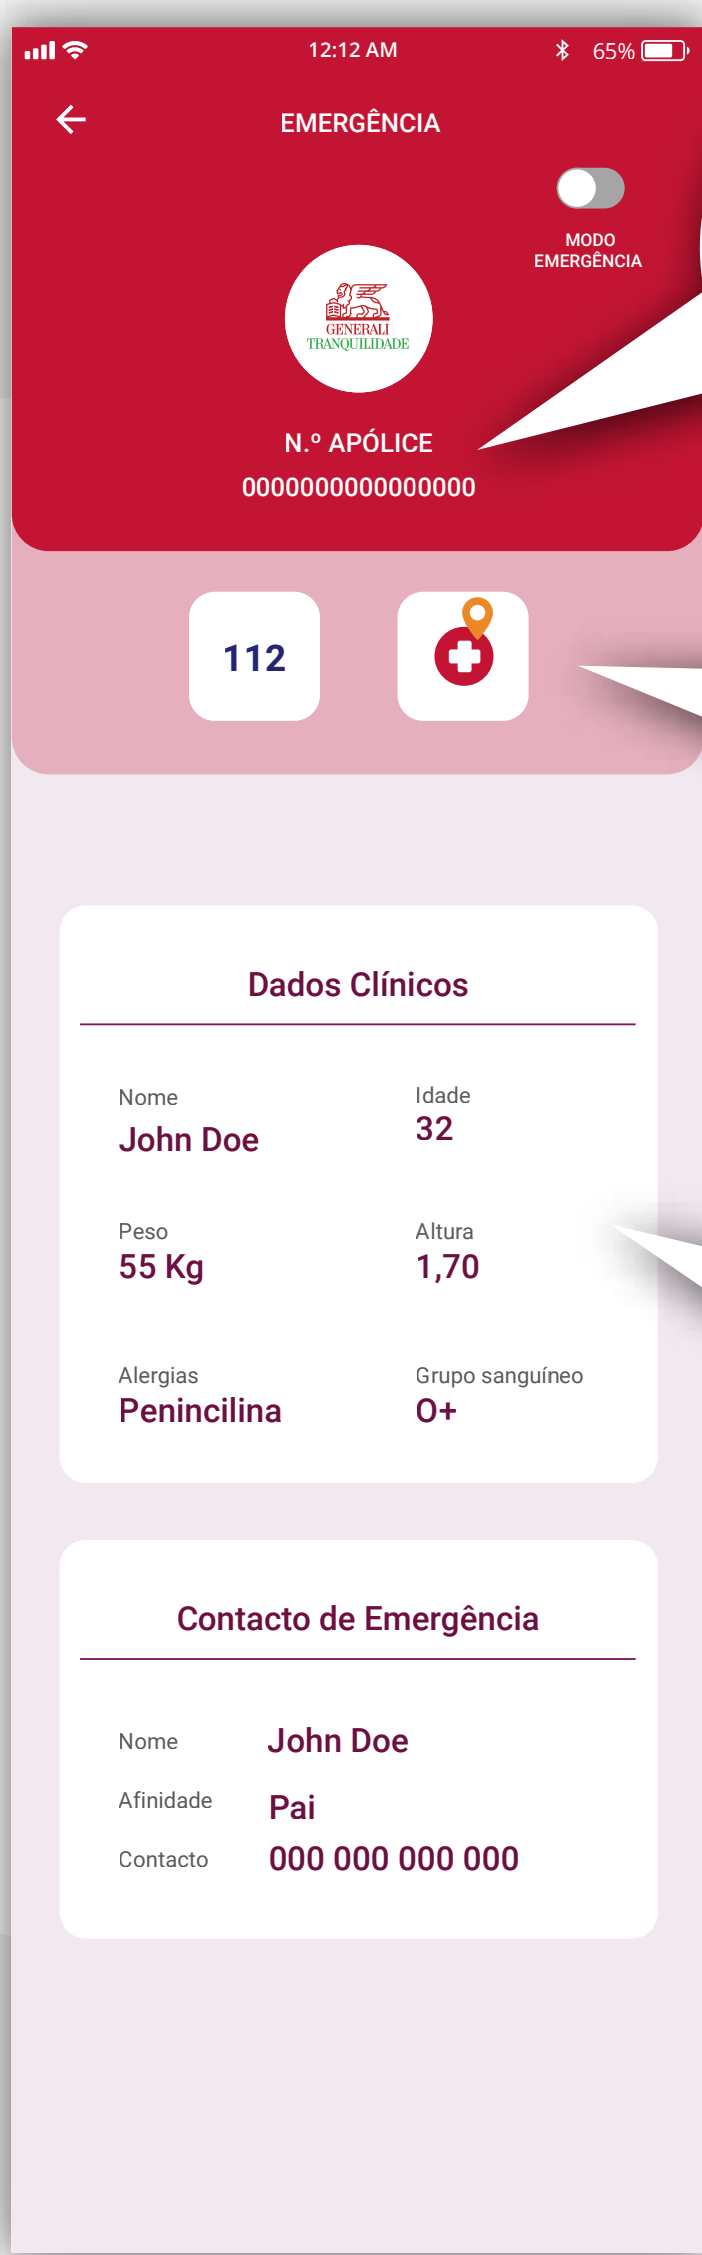 12:12 AM
65%
EMERGÊNCIA
MODO
EMERGÊNCIA
GENERALI
TRANQUILIDADE
N.º APÓLICE
0000000000000000
112
Dados Clínicos
Nome
Idade
John Doe
32
Peso
Altura
55 Kg
1,70
Alergias
Grupo sanguíneo
Penincilina
O+
Contacto de Emergência
Nome John Doe
Afinidade Pai
Contacto 000 000 000 000